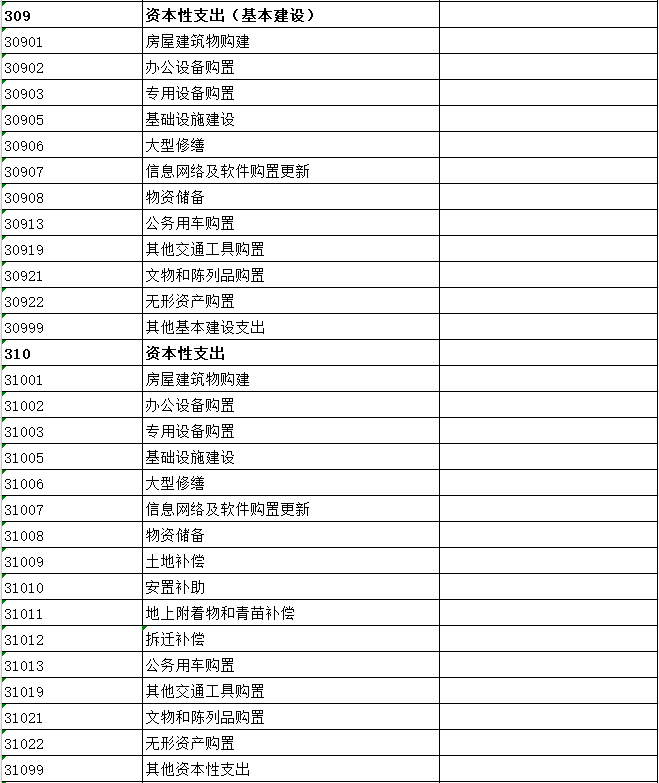 309 资本性支出（基本建设）
30901 房屋建筑物购建
30902 办公设备购置
30903 专用设备购置
30905 基础设施建设
30906 大型修缮
30907 信息网络及软件购置更新
30908 物资储备
30913 公务用车购置
30919 其他交通工具购置
30921 文物和陈列品购置
30922 无形资产购置
30999 其他基本建设支出
310 资本性支出
31001 房屋建筑物购建
31002 办公设备购置
31003 专用设备购置
31005 基础设施建设
31006 大型修缮
31007 信息网络及软件购置更新
31008 物资储备
31009 土地补偿
31010 安置补助
31011 地上附着物和青苗补偿
31012 拆迁补偿
31013 公务用车购置
31019 其他交通工具购置
31021 文物和陈列品购置
31022 无形资产购置
31099 其他资本性支出